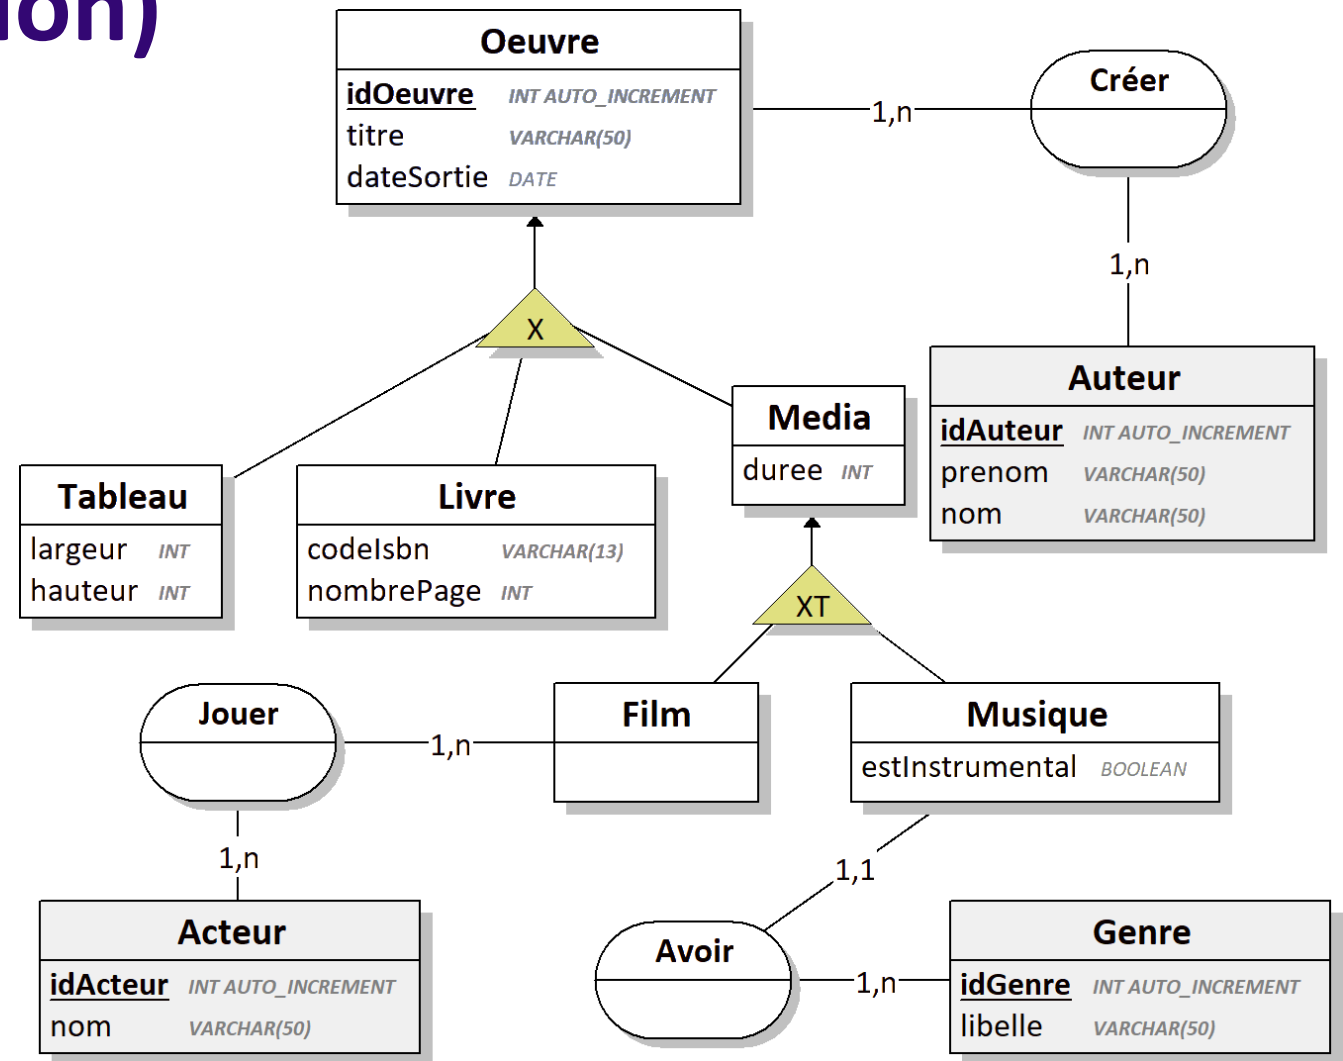 ion)
Oeuvre
idOeuvre INT AUTO_INCREMENT
titre VARCHAR(50)
dateSortie DATE
1,n
Créer
1,n
X
Auteur
idAuteur INT AUTO_INCREMENT
prenom VARCHAR(50)
nom VARCHAR(50)
Media
duree INT
Tableau
largeur INT
hauteur INT
Livre
codeIsbn VARCHAR(13)
nombrePage INT
XT
Jouer
1,n
Film
Musique
estInstrumental BOOLEAN
1,n
1,1
Acteur
idActeur INT AUTO_INCREMENT
nom VARCHAR(50)
Avoir
1,n
Genre
idGenre INT AUTO_INCREMENT
libelle VARCHAR(50)